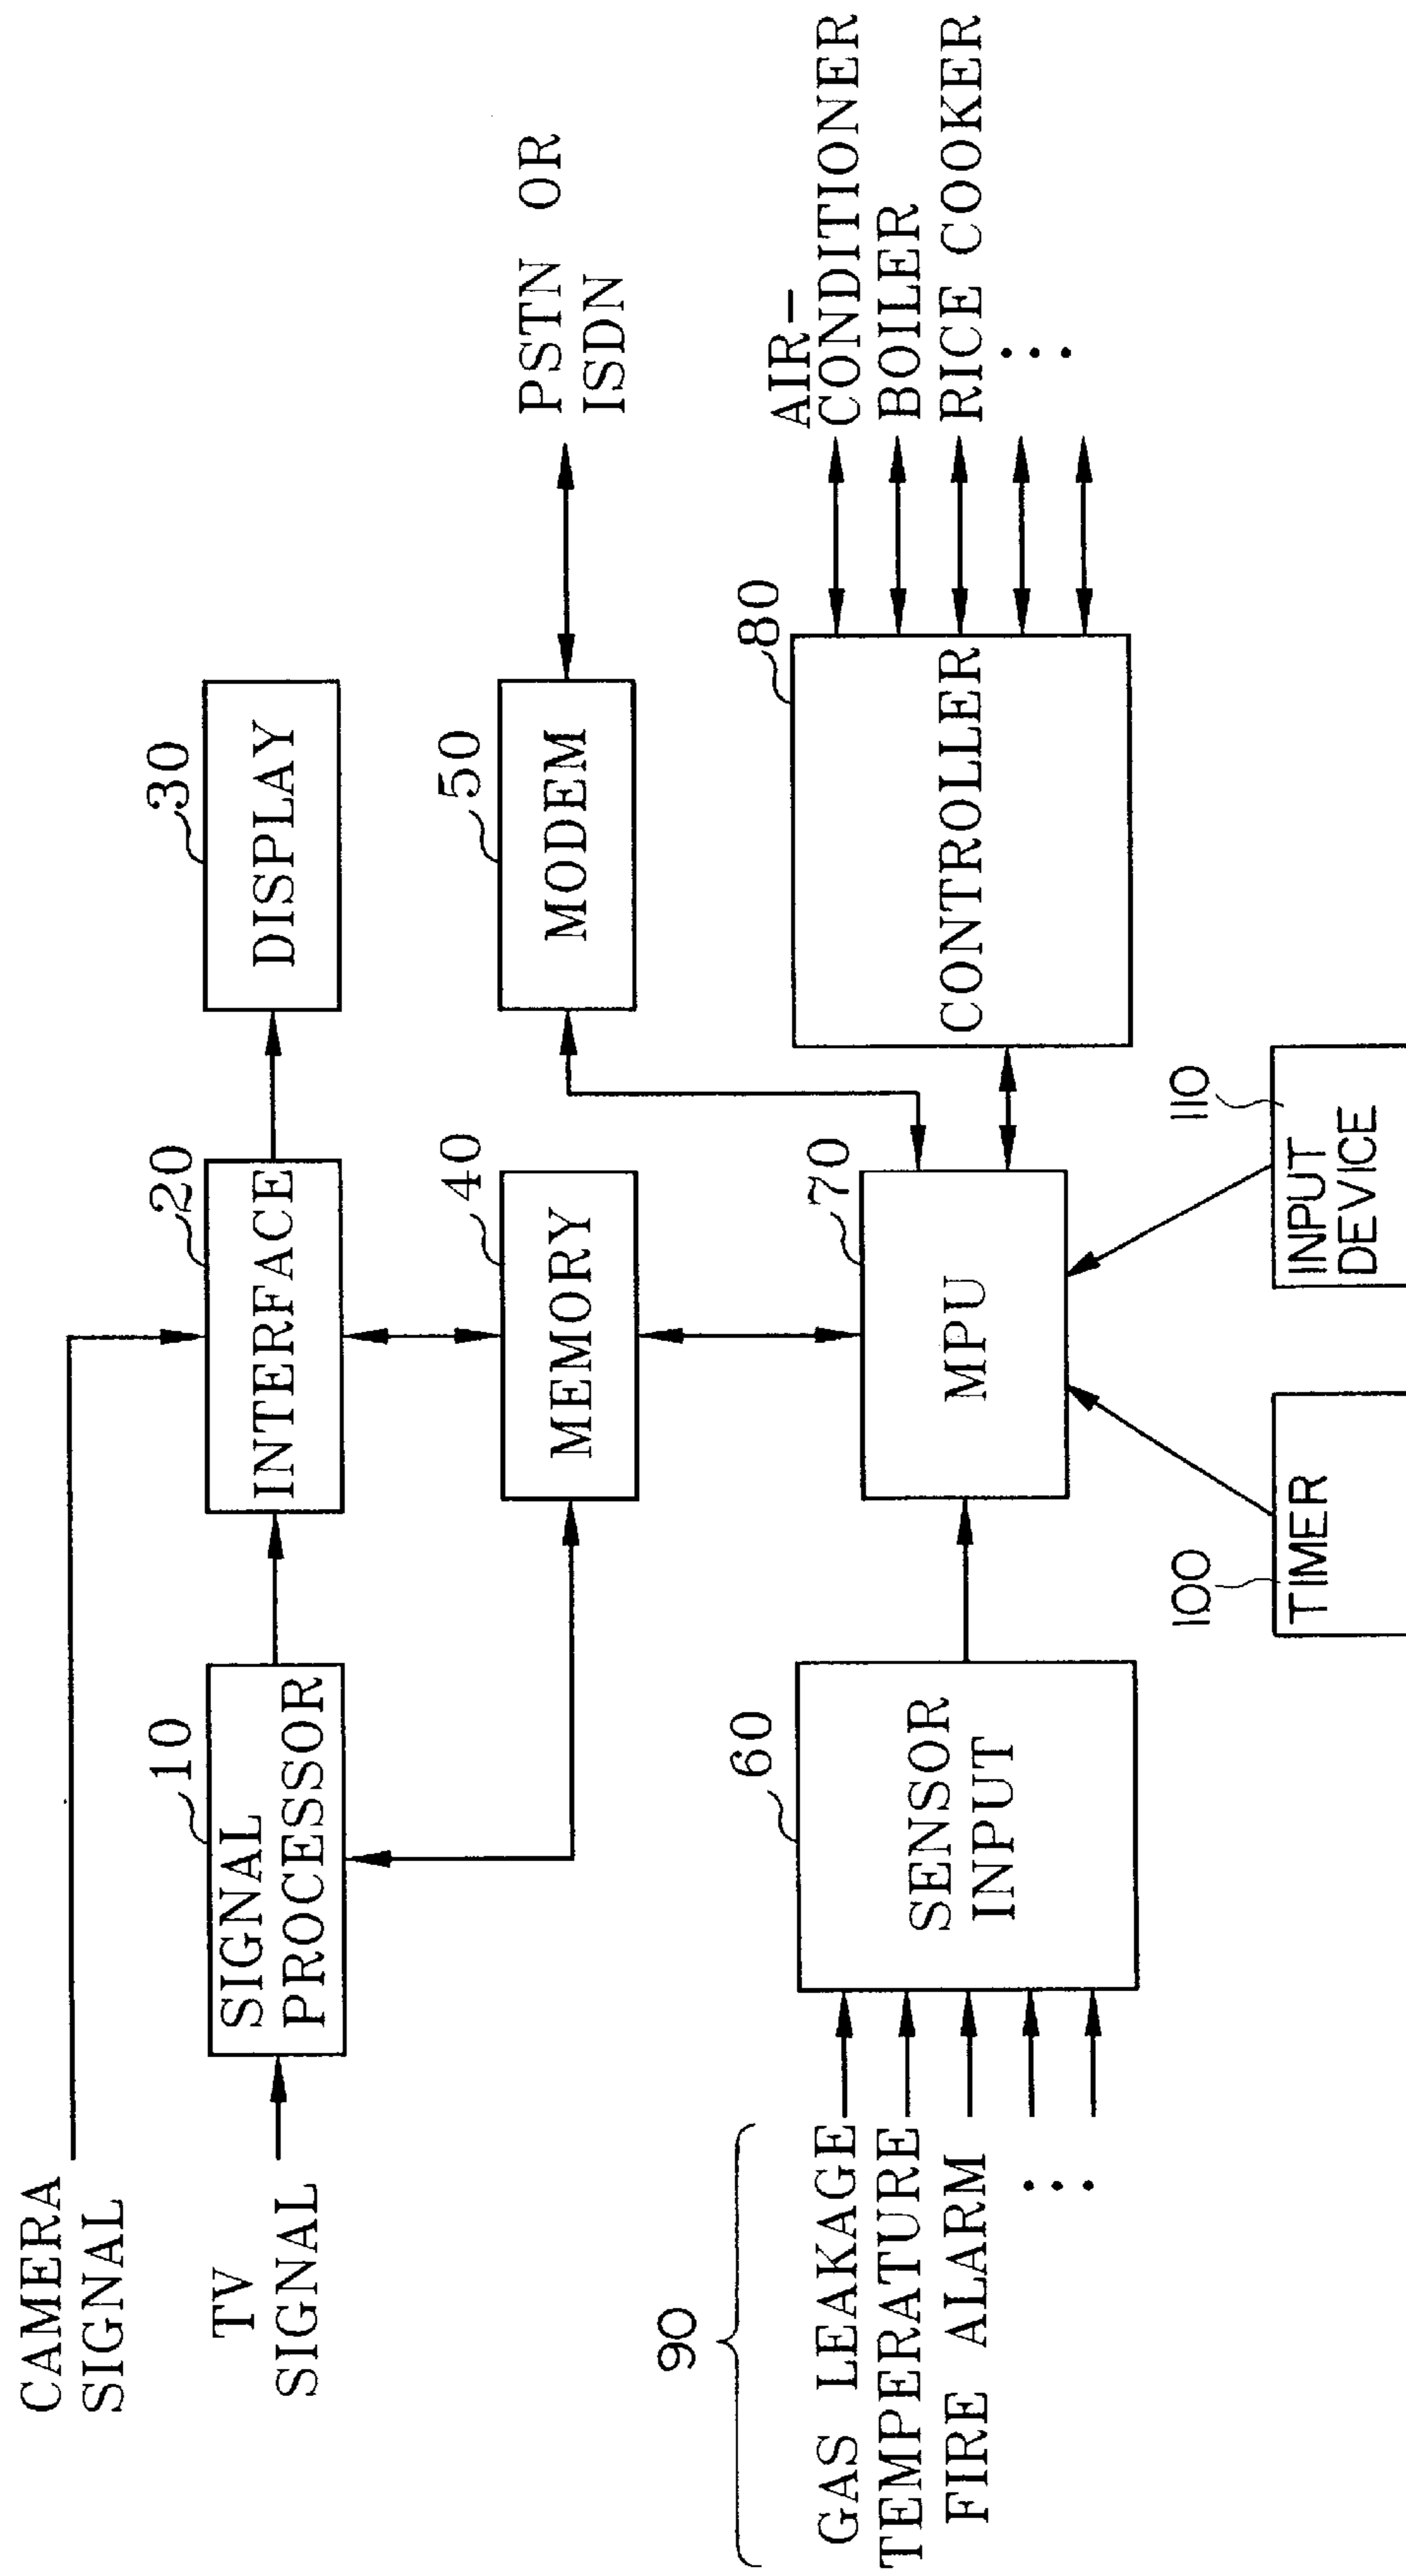 CAMERA
SIGNAL
TV
SIGNAL
10
SIGNAL
PROCESSOR
20
INTERFACE
30
DISPLAY
40
MEMORY
50
MODEM
PSTN OR
ISDN
90
GAS LEAKAGE
TEMPERATURE
FIRE ALARM
...
60
SENSOR
INPUT
70
MPU
80
CONTROLLER
AIR-
CONDITIONER
BOILER
RICE COOKER
...
100
TIMER
110
INPUT
DEVICE